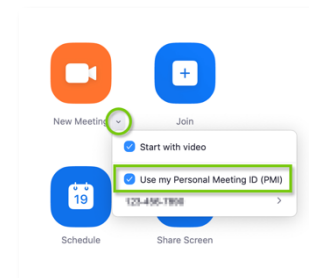 New Meeting
Join
Start with video
Use my Personal Meeting ID (PMI)
19
Schedule
Share Screen